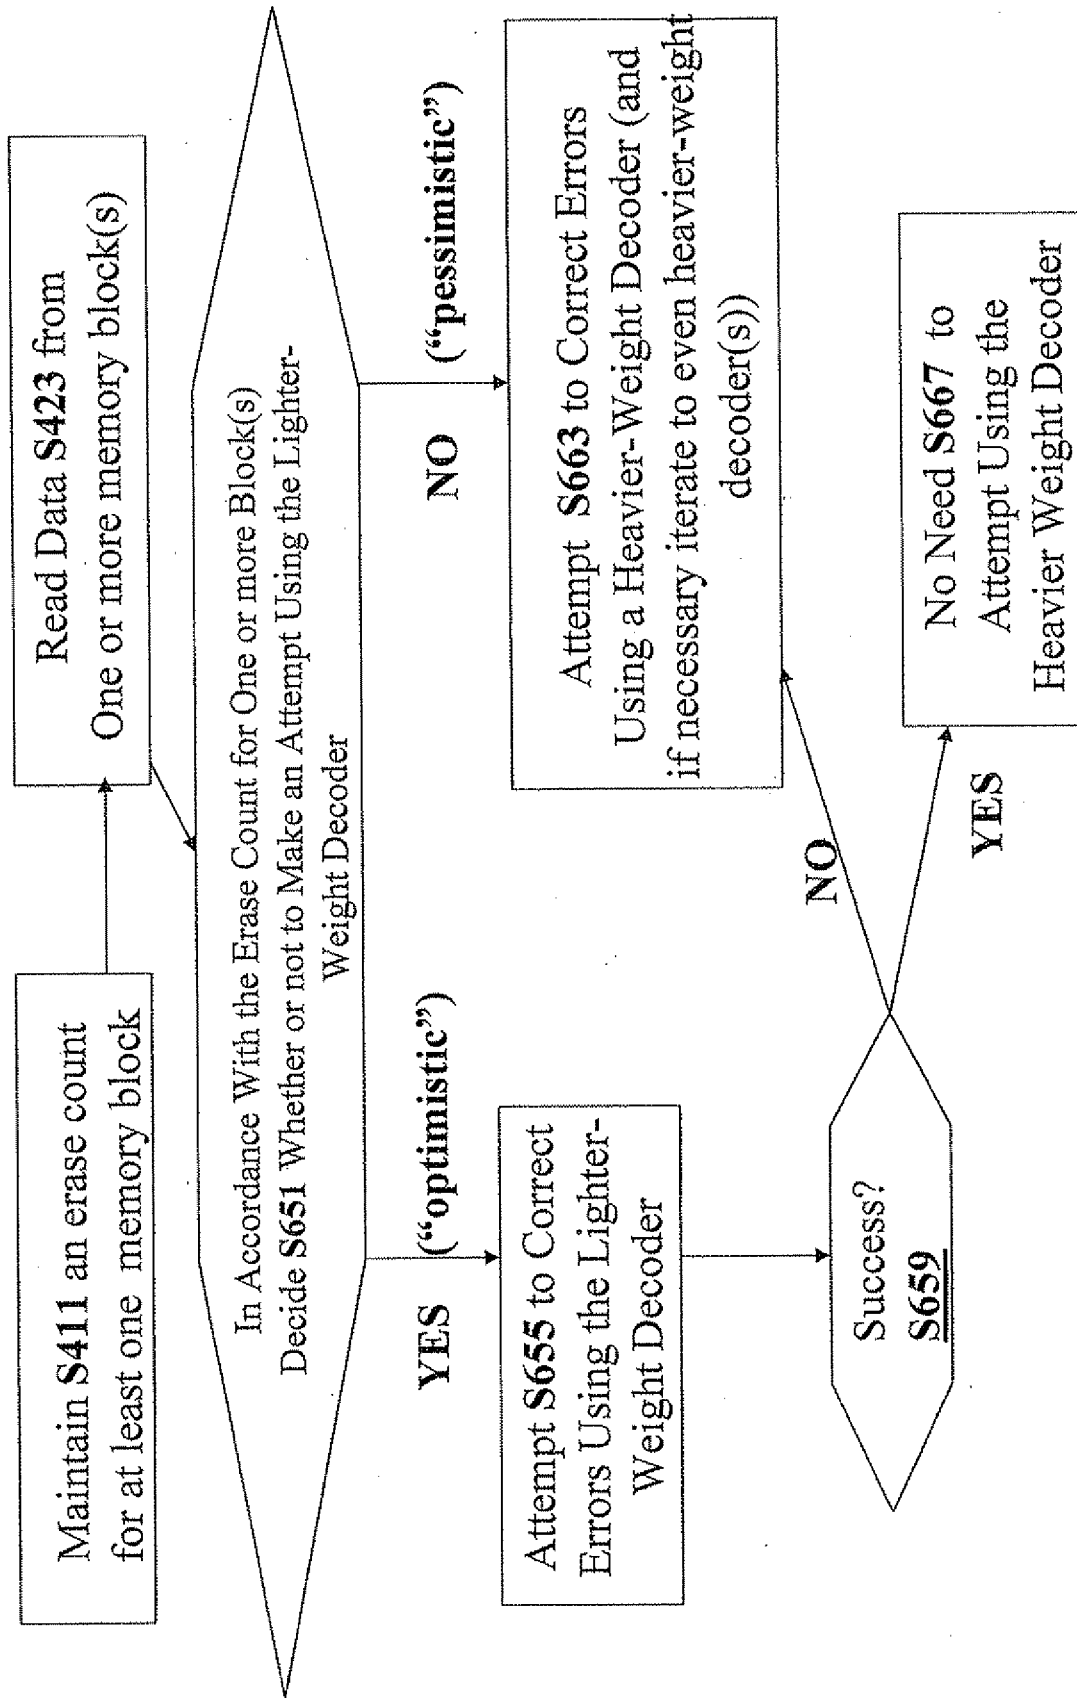 Maintain S411 an erase count
for at least one memory block
Read Data S423 from
One or more memory block(s)
In Accordance With the Erase Count for One or more Block(s)
Decide S651 Whether or not to Make an Attempt Using the Lighter-
Weight Decoder
YES ("optimistic")
NO ("pessimistic")
Attempt S655 to Correct
Errors Using the Lighter-
Weight Decoder
Attempt S663 to Correct Errors
Using a Heavier-Weight Decoder (and
if necessary iterate to even heavier-weight
decoder(s))
Success?
S659
NO
YES
No Need S667 to
Attempt Using the
Heavier Weight Decoder